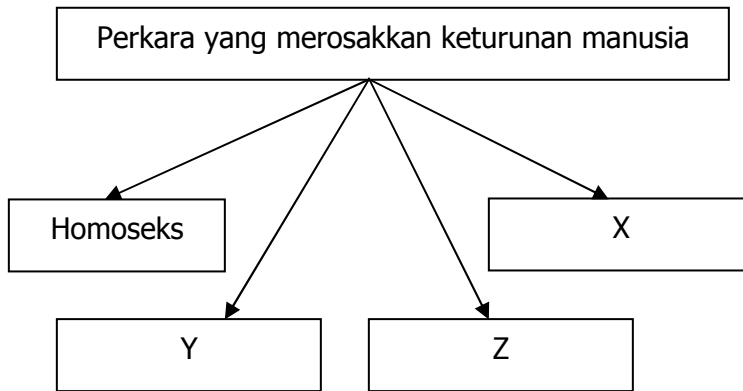 Perkara yang merosakkan keturunan manusia
Homoseks
X
Y
Z